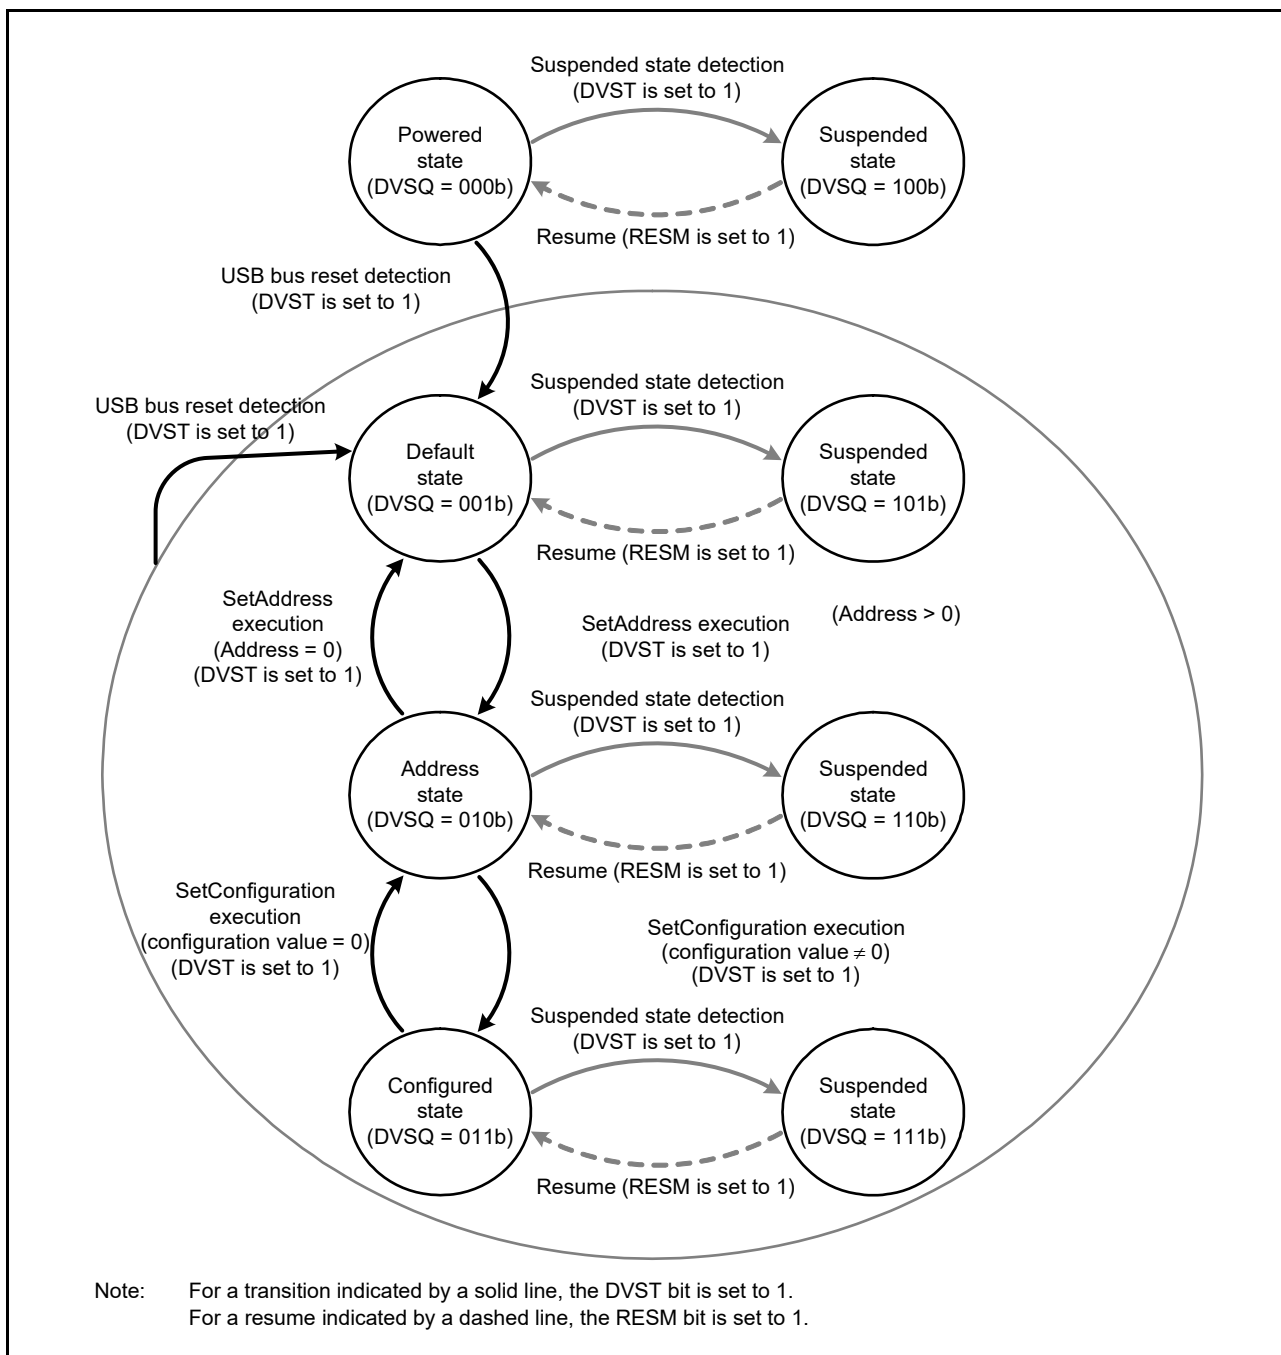 Suspended state detection
(DVST is set to 1)
Powered
state
(DVSQ = 000b)
Suspended
state
(DVSQ = 100b)
Resume (RESM is set to 1)
USB bus reset detection
(DVST is set to 1)
Suspended state detection
(DVST is set to 1)
USB bus reset detection
(DVST is set to 1)
Default
state
(DVSQ = 001b)
Suspended
state
(DVSQ = 101b)
Resume (RESM is set to 1)
SetAddress
execution
(Address = 0)
(DVST is set to 1)
SetAddress execution
(DVST is set to 1)
(Address > 0)
Suspended state detection
(DVST is set to 1)
Address
state
(DVSQ = 010b)
Suspended
state
(DVSQ = 110b)
Resume (RESM is set to 1)
SetConfiguration
execution
(configuration value = 0)
(DVST is set to 1)
SetConfiguration execution
(configuration value ≠ 0)
(DVST is set to 1)
Suspended state detection
(DVST is set to 1)
Configured
state
(DVSQ = 011b)
Suspended
state
(DVSQ = 111b)
Resume (RESM is set to 1)
Note: For a transition indicated by a solid line, the DVST bit is set to 1.
For a resume indicated by a dashed line, the RESM bit is set to 1.